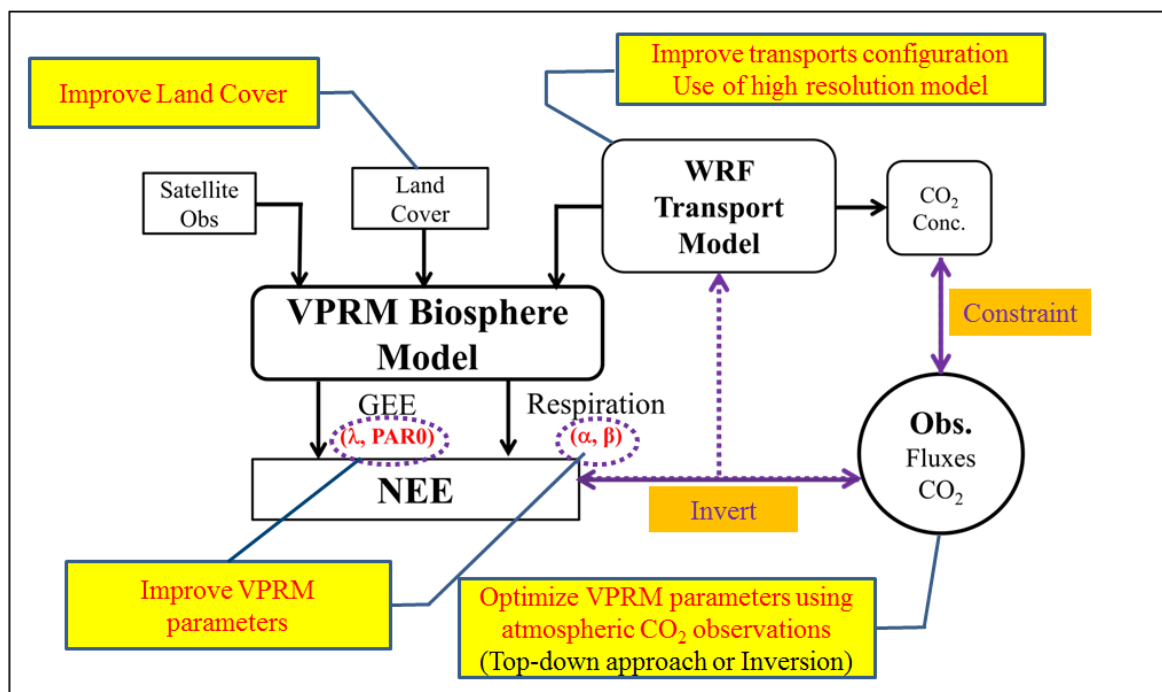 Improve Land Cover
Improve transports configuration
Use of high resolution model
Satellite
Obs
Land
Cover
WRF
Transport
Model
CO₂
Conc.
VPRM Biosphere
Model
Constraint
GEE
Respiration
(λ, PAR0)
(α, β)
NEE
Invert
Obs.
Fluxes
CO₂
Improve VPRM
parameters
Optimize VPRM parameters using
atmospheric CO₂ observations
(Top-down approach or Inversion)